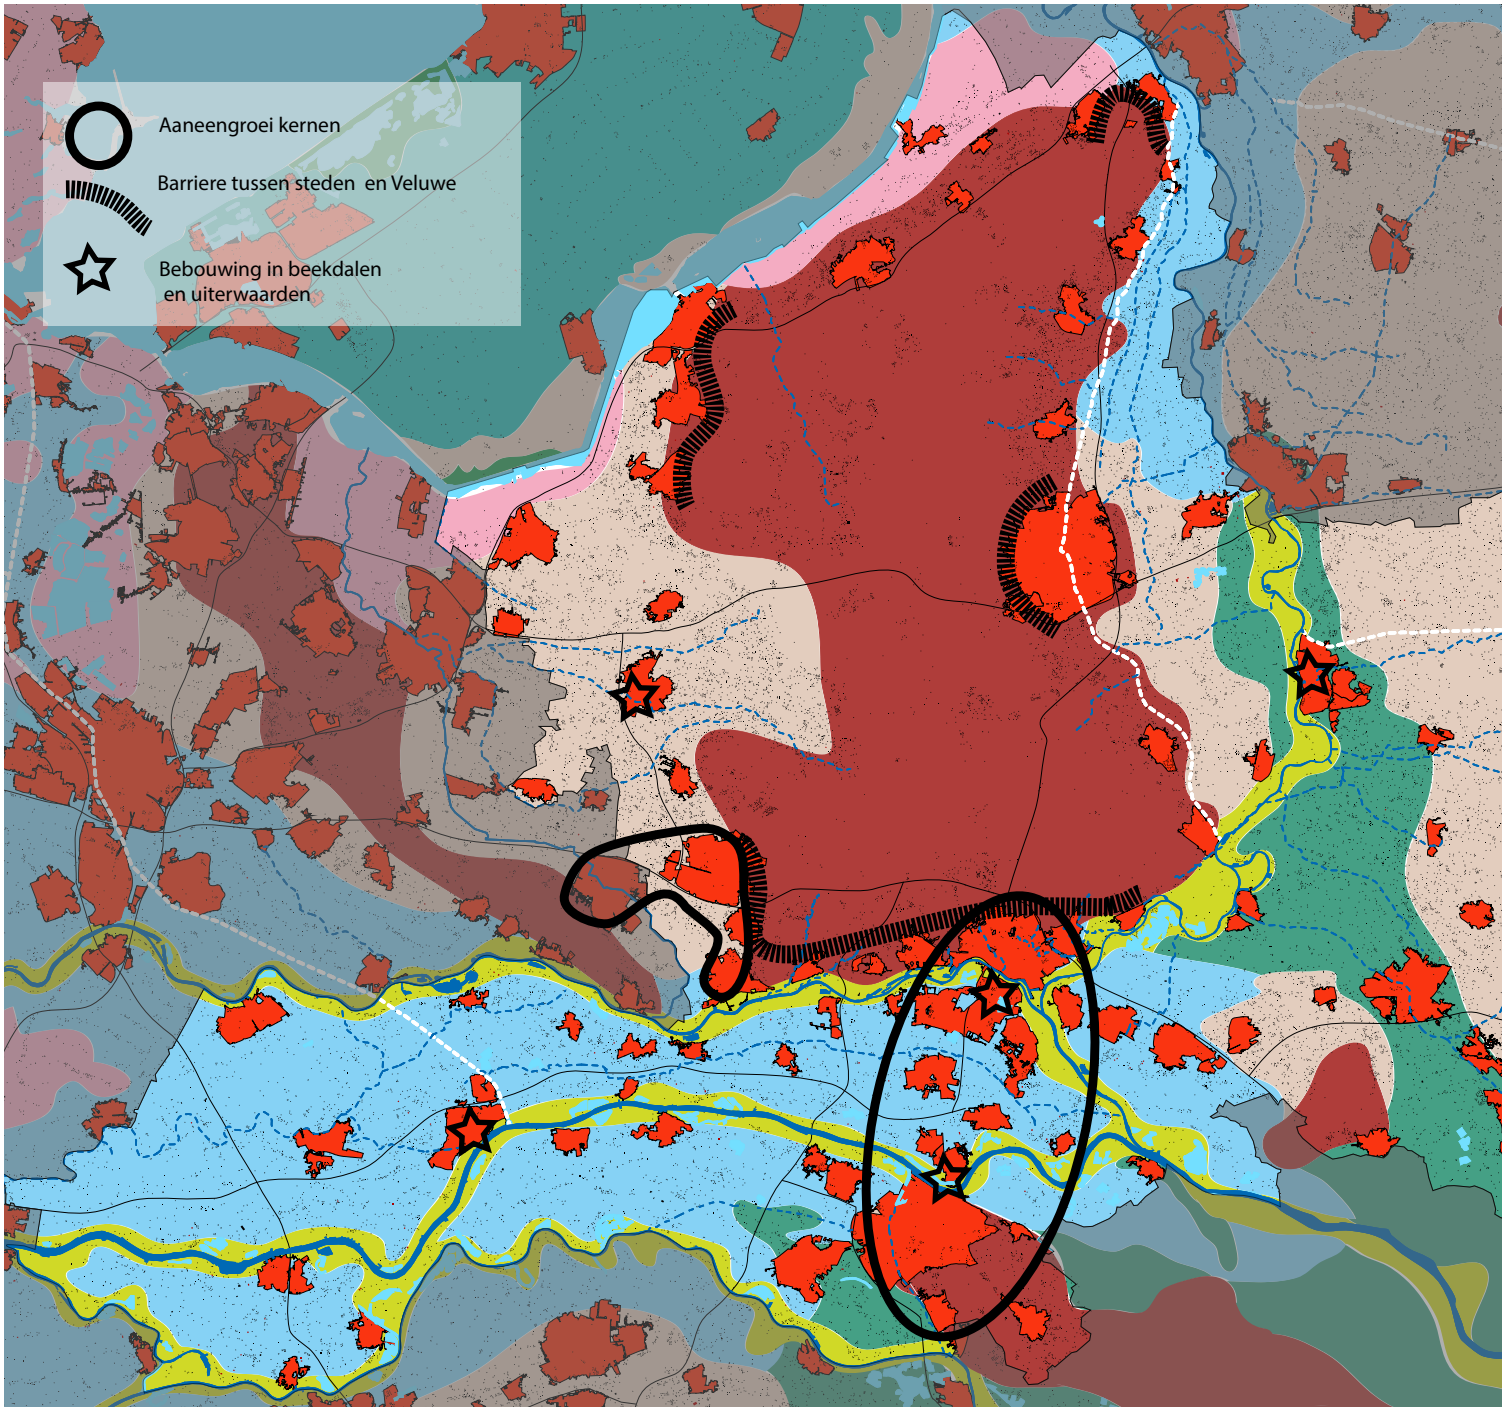 Aaneengroei kernen
Barriere tussen steden en Veluwe
Bebouwing in beekdalen
en uiterwaarden